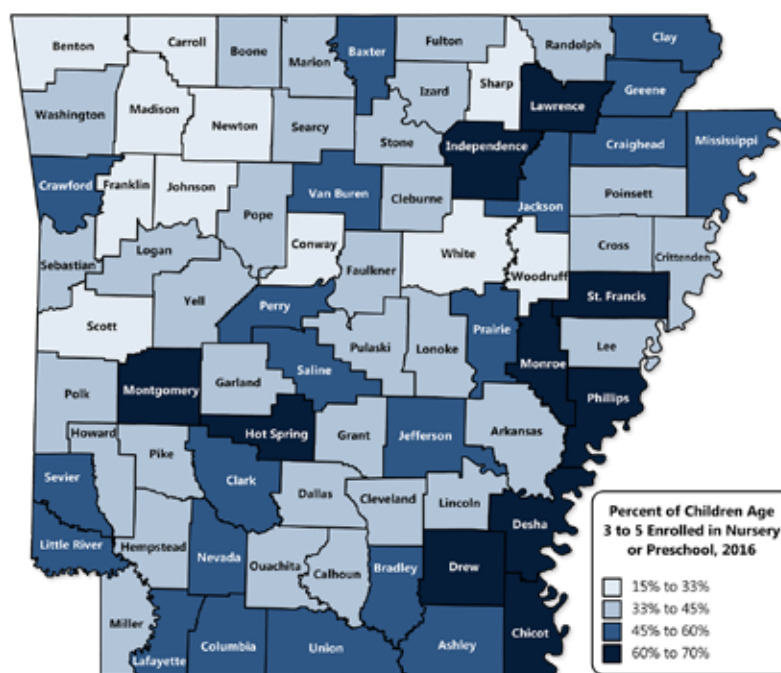 Benton
Carroll
Boone
Marion
Baxter
Fulton
Randolph
Clay
Washington
Madison
Newton
Searcy
Stone
Izard
Sharp
Lawrence
Greene
Independence
Craighead
Mississippi
Crawford
Franklin
Johnson
Pope
Van Buren
Cleburne
Jackson
Poinsett
Sebastian
Logan
Conway
Faulkner
White
Woodruff
Cross
Crittenden
Scott
Yell
Perry
Pulaski
Lonoke
Prairie
St. Francis
Lee
Monroe
Phillips
Polk
Montgomery
Garland
Saline
Hot Spring
Grant
Jefferson
Arkansas
Howard
Pike
Clark
Dallas
Cleveland
Lincoln
Desha
Sevier
Little River
Hempstead
Nevada
Ouachita
Calhoun
Bradley
Drew
Chicot
Miller
Lafayette
Columbia
Union
Ashley
Percent of Children Age
3 to 5 Enrolled in Nursery
or Preschool, 2016
15% to 33%
33% to 45%
45% to 60%
60% to 70%